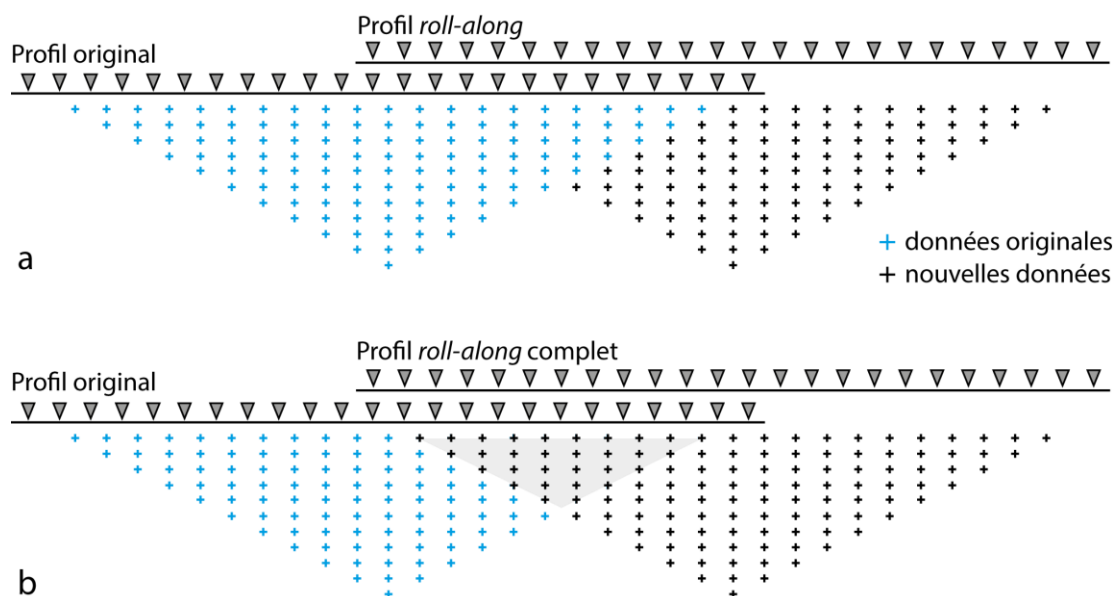 Profil roll-along
Profil original
+ données originales
+ nouvelles données
a
Profil roll-along complet
Profil original
b